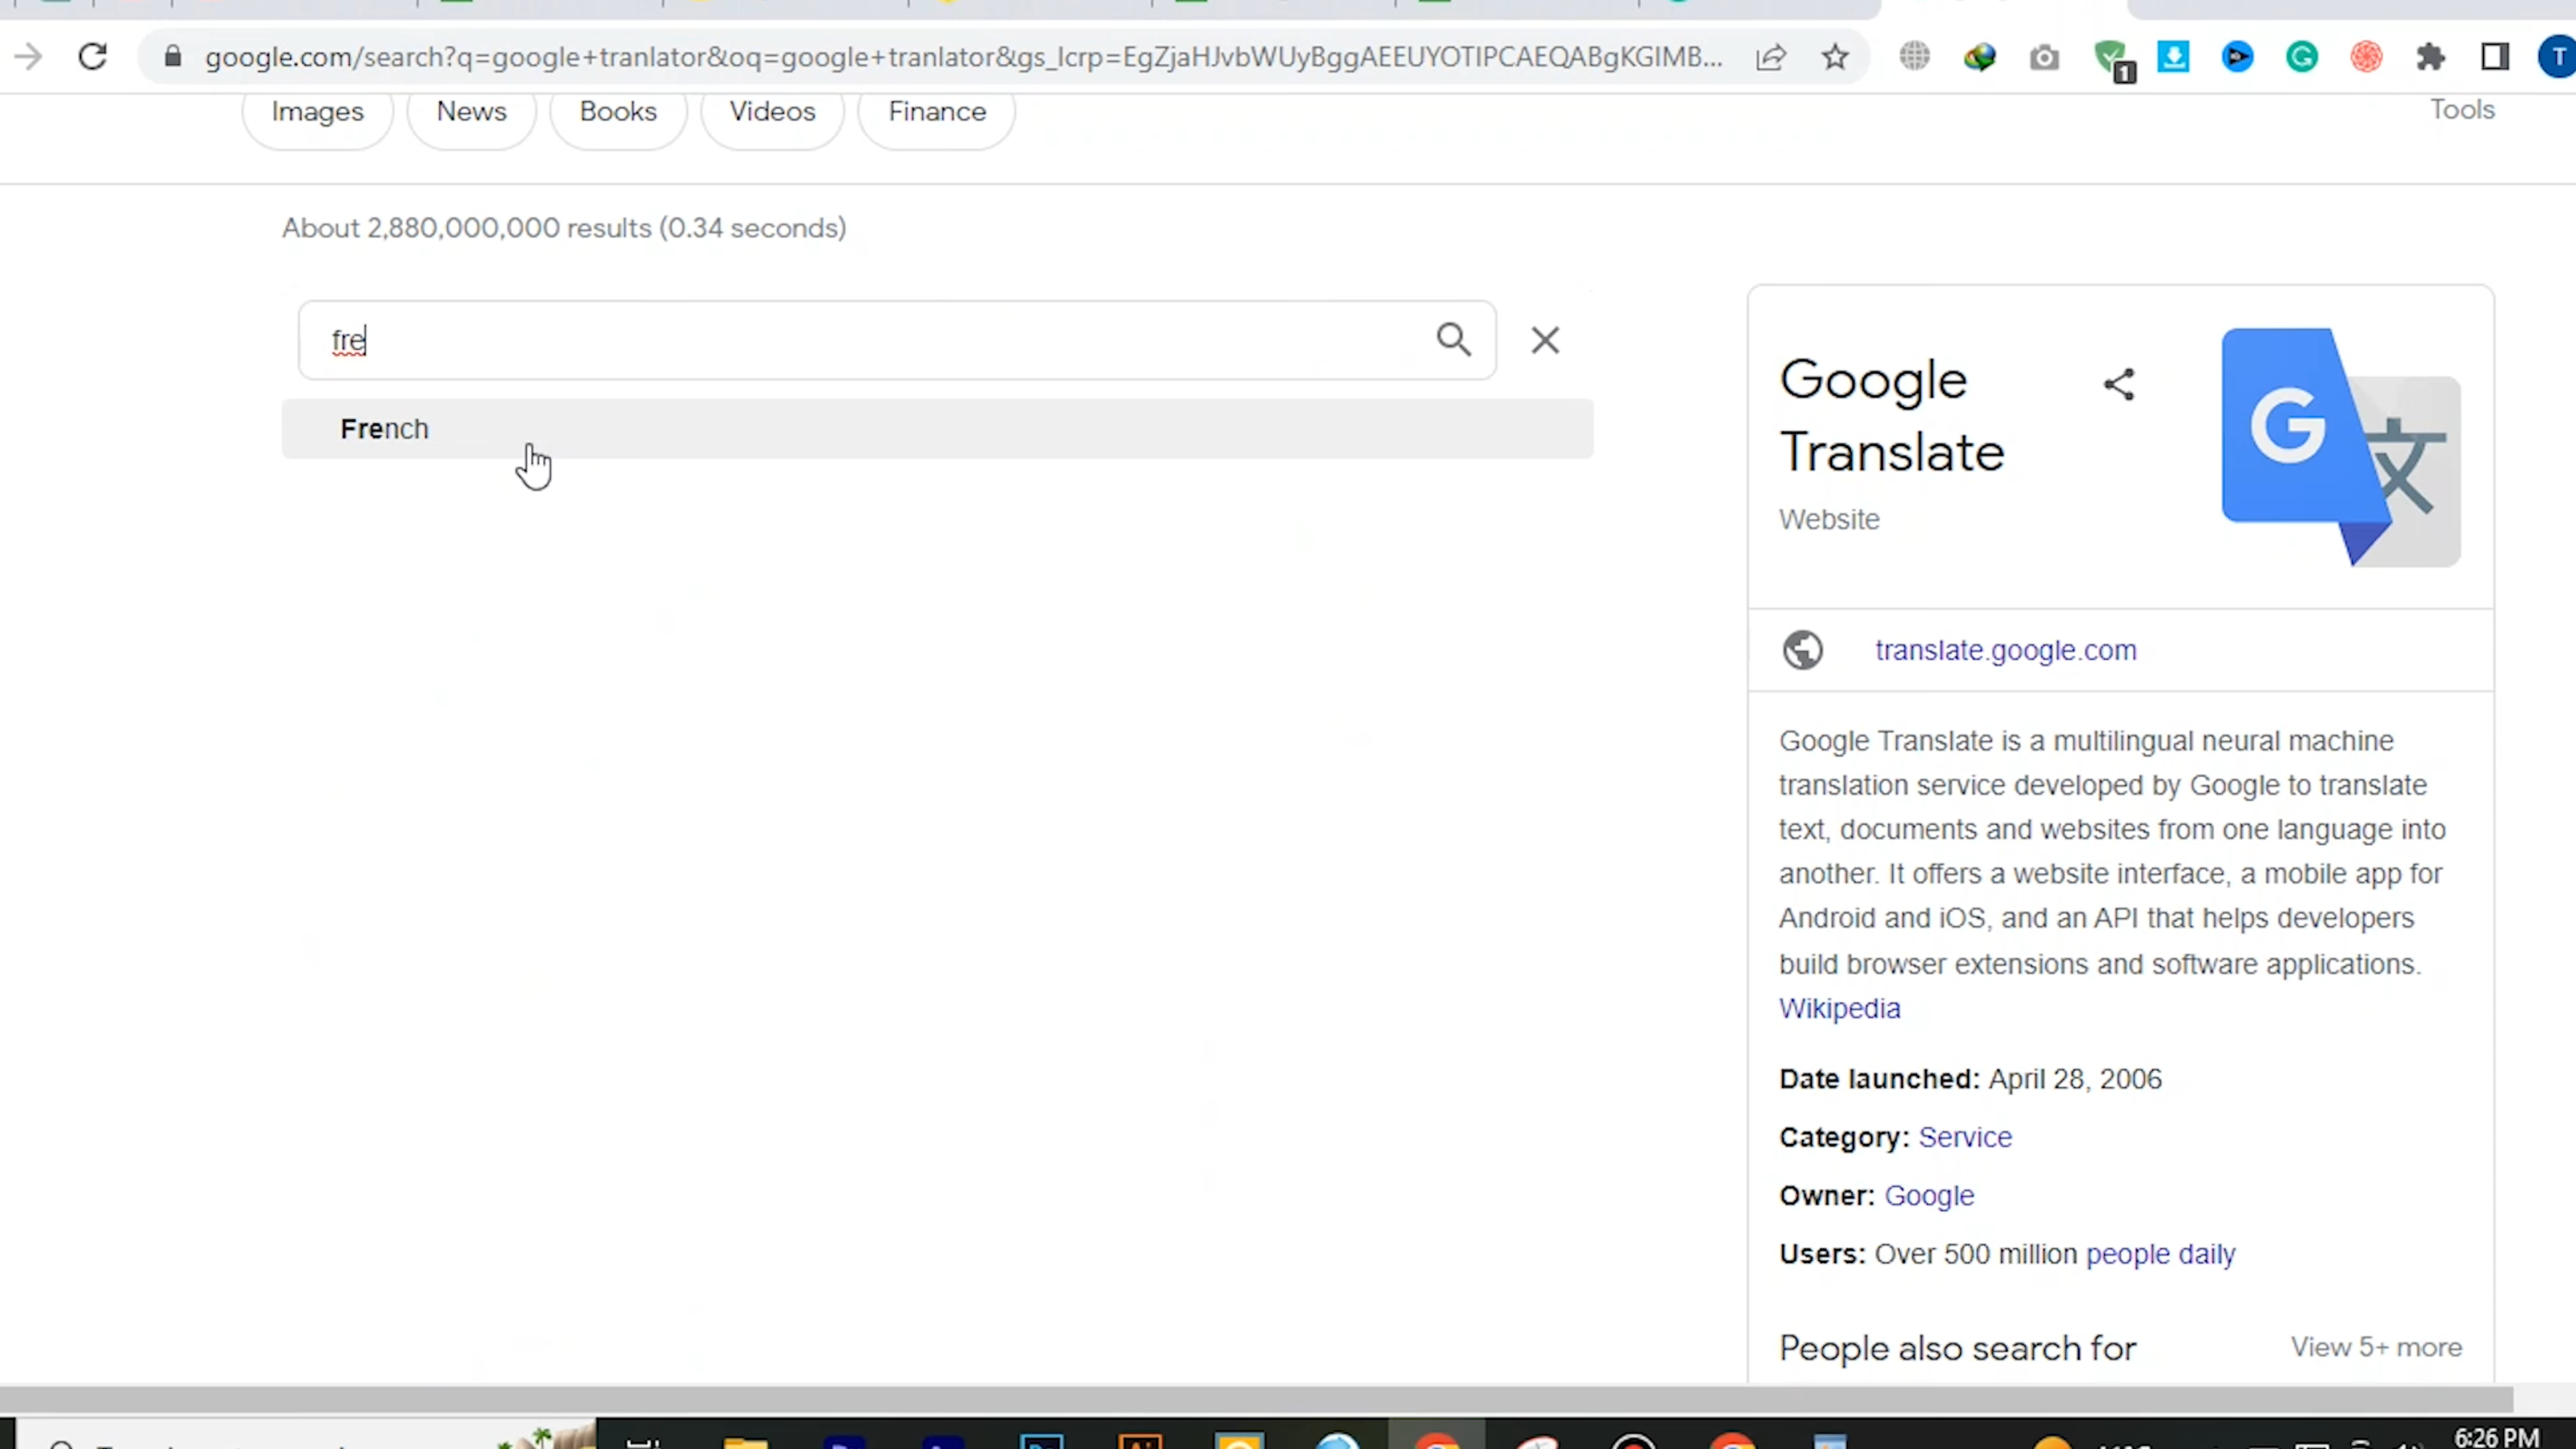 google.com/search?q=google+tranlator&oq=google+tranlator&gs_lcrp=EgZjaHJvbWUyBggAEEUYOTIPCAEQABgKGIMB...
1
T
Images News Books Videos Finance Tools
About 2,880,000,000 results (0.34 seconds)
fre
French
Google
Translate
Website
translate.google.com
Google Translate is a multilingual neural machine
translation service developed by Google to translate
text, documents and websites from one language into
another. It offers a website interface, a mobile app for
Android and iOS, and an API that helps developers
build browser extensions and software applications.
Wikipedia
Date launched: April 28, 2006
Category: Service
Owner: Google
Users: Over 500 million people daily
People also search for View 5+ more
6:26 PM